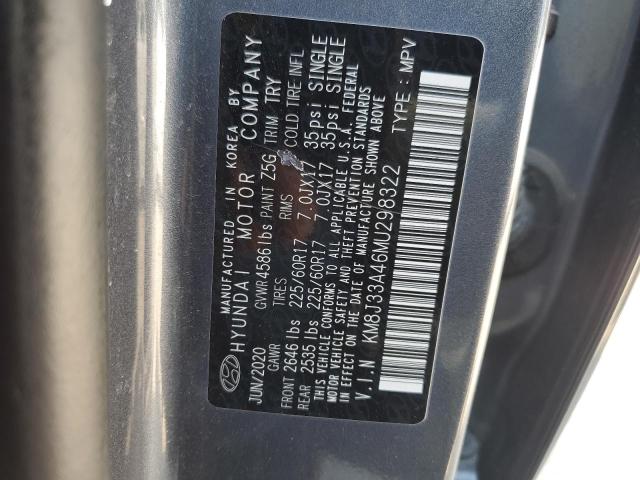 MANUFACTURED IN KOREA BY
HYUNDAI MOTOR COMPANY
JUN/2020 GVWR 4586 lbs PAINT Z5G TRIM TRY
GAWR TIRES RIMS COLD TIRE INFL
FRONT 2646 lbs 225/60R17 7.0JX17 35psi SINGLE
REAR 2535 lbs 225/60R17 7.0JX17 35psi SINGLE
THIS VEHICLE CONFORMS TO ALL APPLICABLE U.S.A. FEDERAL
MOTOR VEHICLE SAFETY AND THEFT PREVENTION STANDARDS
IN EFFECT ON THE DATE OF MANUFACTURE SHOWN ABOVE
V.I.N KM8J33A46MU298322 TYPE : MPV